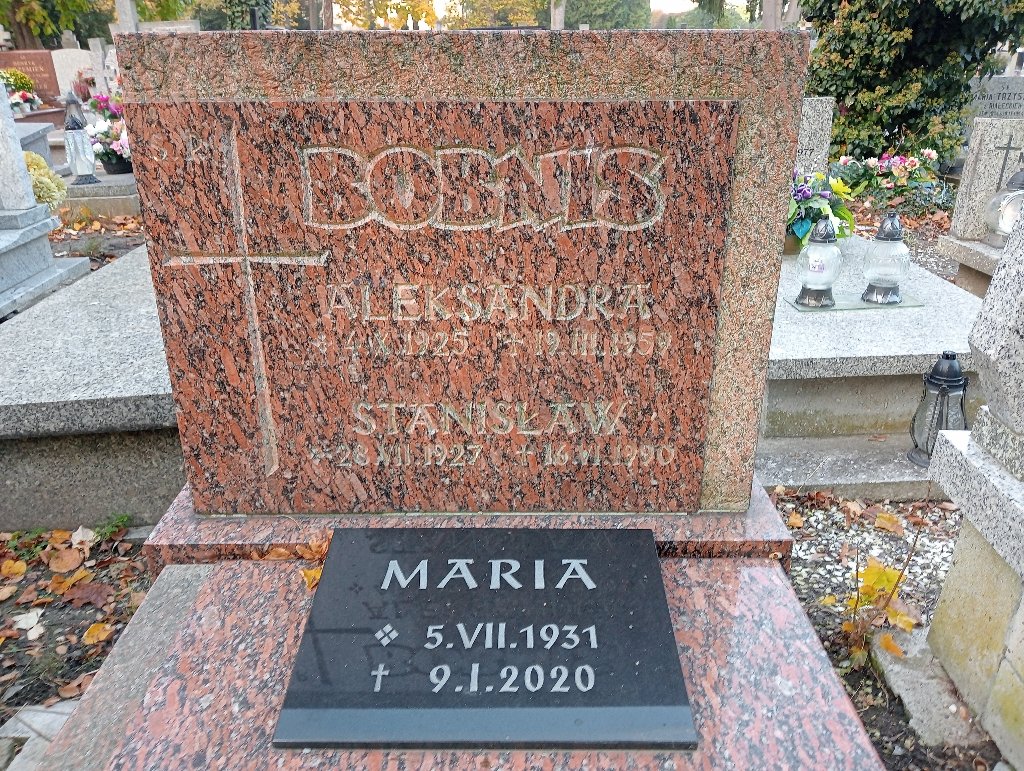 Ś.P.
BOBNIS
ALEKSANDRA
* 4.IX.1925 + 19.III.1959
STANISŁAW
* 28.VII.1927 + 16.VI.1990
MARIA
5.VII.1931
9.I.2020
1977